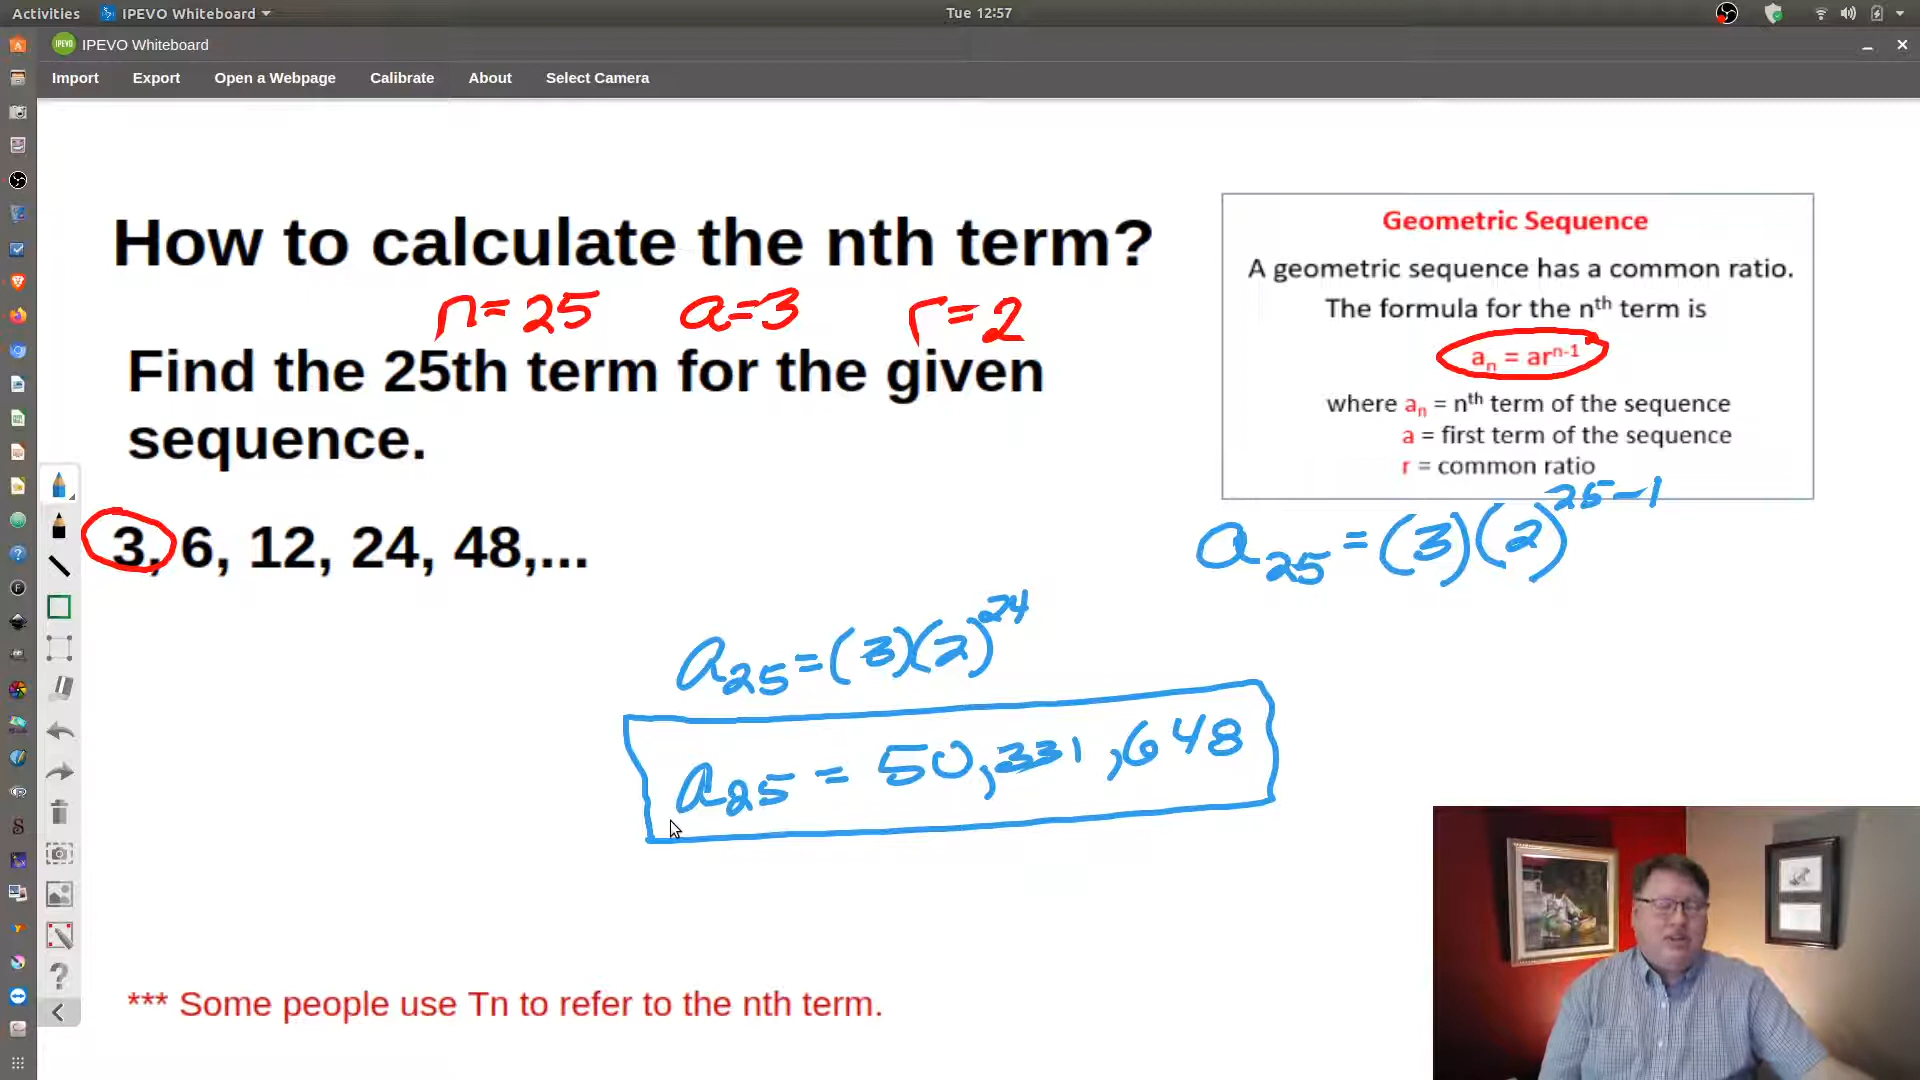 Activities IPEVO Whiteboard Tue 12:57
IPEVO IPEVO Whiteboard
Import Export Open a Webpage Calibrate About Select Camera
How to calculate the nth term?
n=25 a=3 r=2
Find the 25th term for the given
sequence.
3, 6, 12, 24, 48,...
Geometric Sequence
A geometric sequence has a common ratio.
The formula for the nth term is
an = ar^n-1
where an = nth term of the sequence
a = first term of the sequence
r = common ratio
a25 = (3)(2)^25-1
a25 = (3)(2)^24
a25 = 50,331,648
*** Some people use Tn to refer to the nth term.